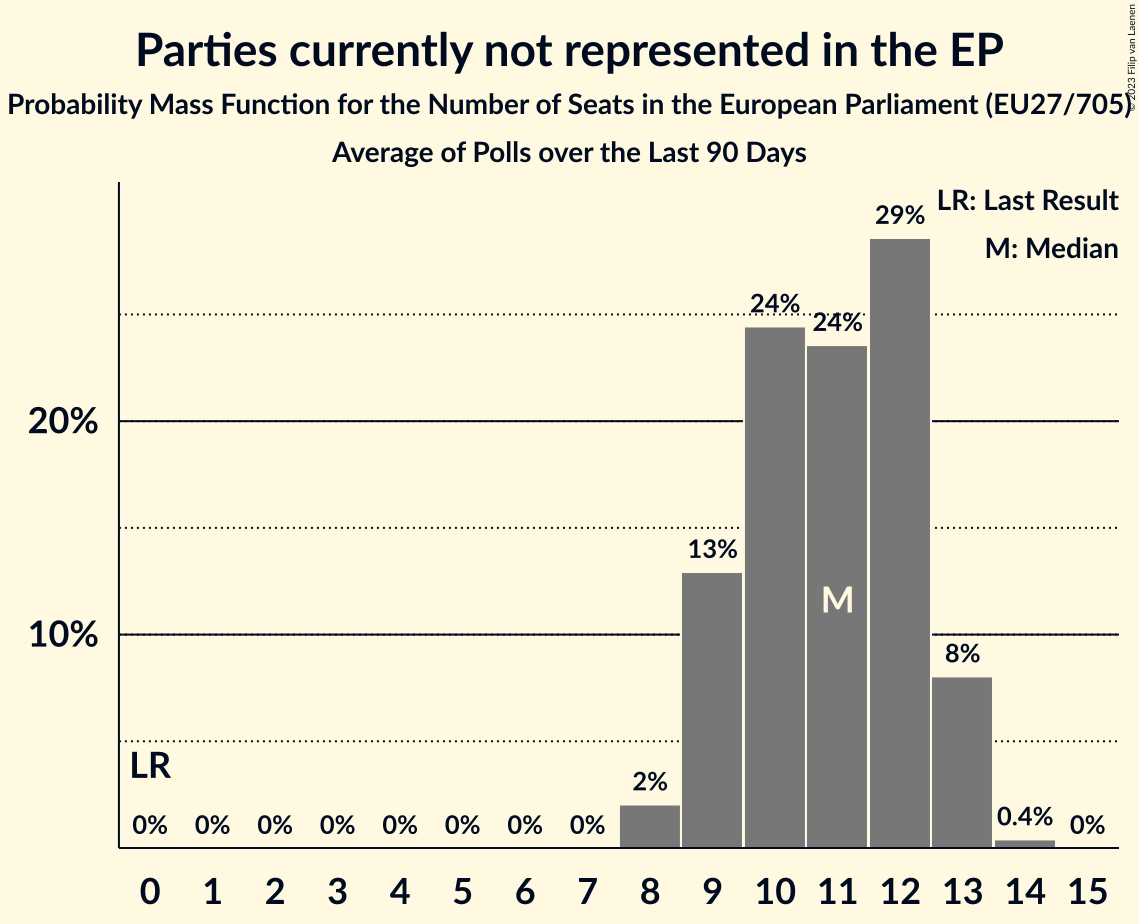 Parties currently not represented in the EP
Probability Mass Function for the Number of Seats in the European Parliament (EU27/705)
Average of Polls over the Last 90 Days
© 2023 Filip van Laenen
LR: Last Result
M: Median
20%
10%
LR
0% 0% 0% 0% 0% 0% 0% 0% 2% 13% 24% 24% 29% 8% 0.4% 0%
M
0 1 2 3 4 5 6 7 8 9 10 11 12 13 14 15